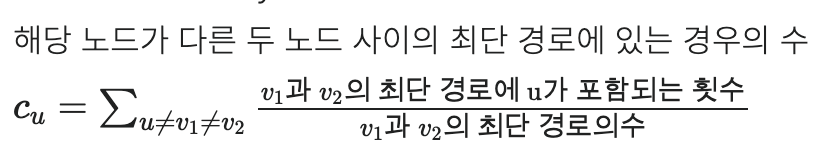 해당 노드가 다른 두 노드 사이의 최단 경로에 있는 경우의 수
c_u = ∑_{u≠v₁≠v₂} v₁과 v₂의 최단 경로에 u가 포함되는 횟수
v₁과 v₂의 최단 경로의수